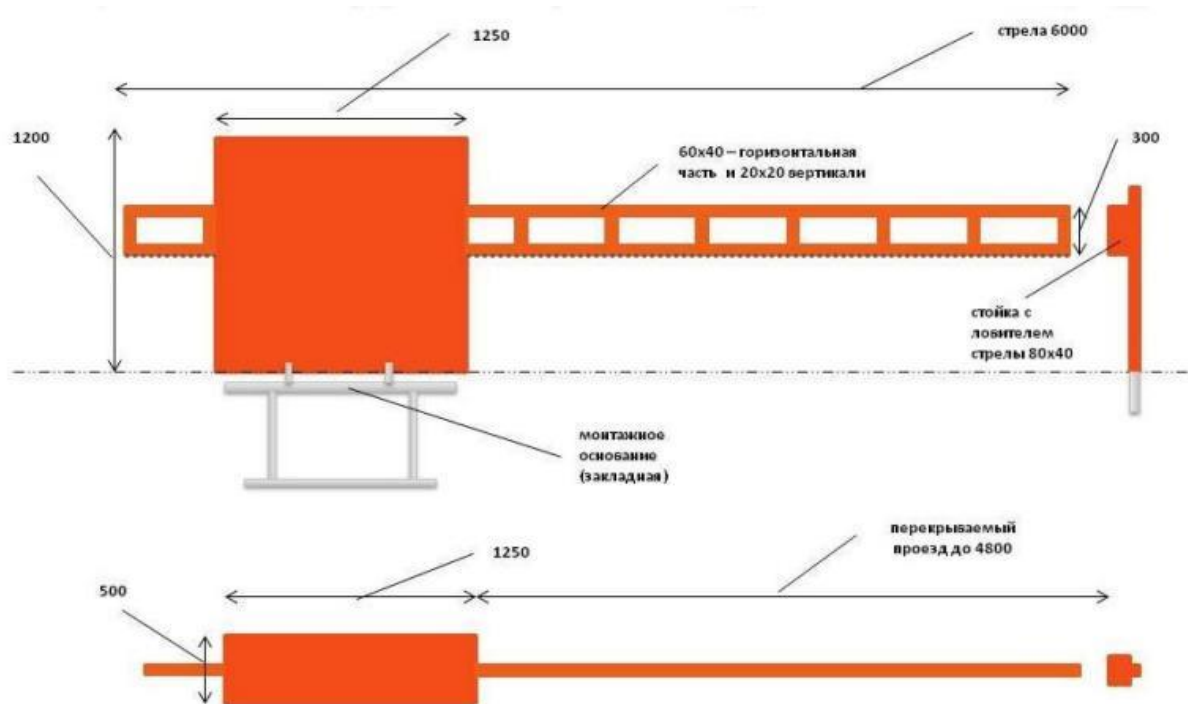 1250
стрела 6000
1200
60х40 – горизонтальная
часть и 20х20 вертикали
300
стойка с
ловителем
стрелы 80х40
монтажное
основание
(закладная)
перекрываемый
проезд до 4800
1250
500